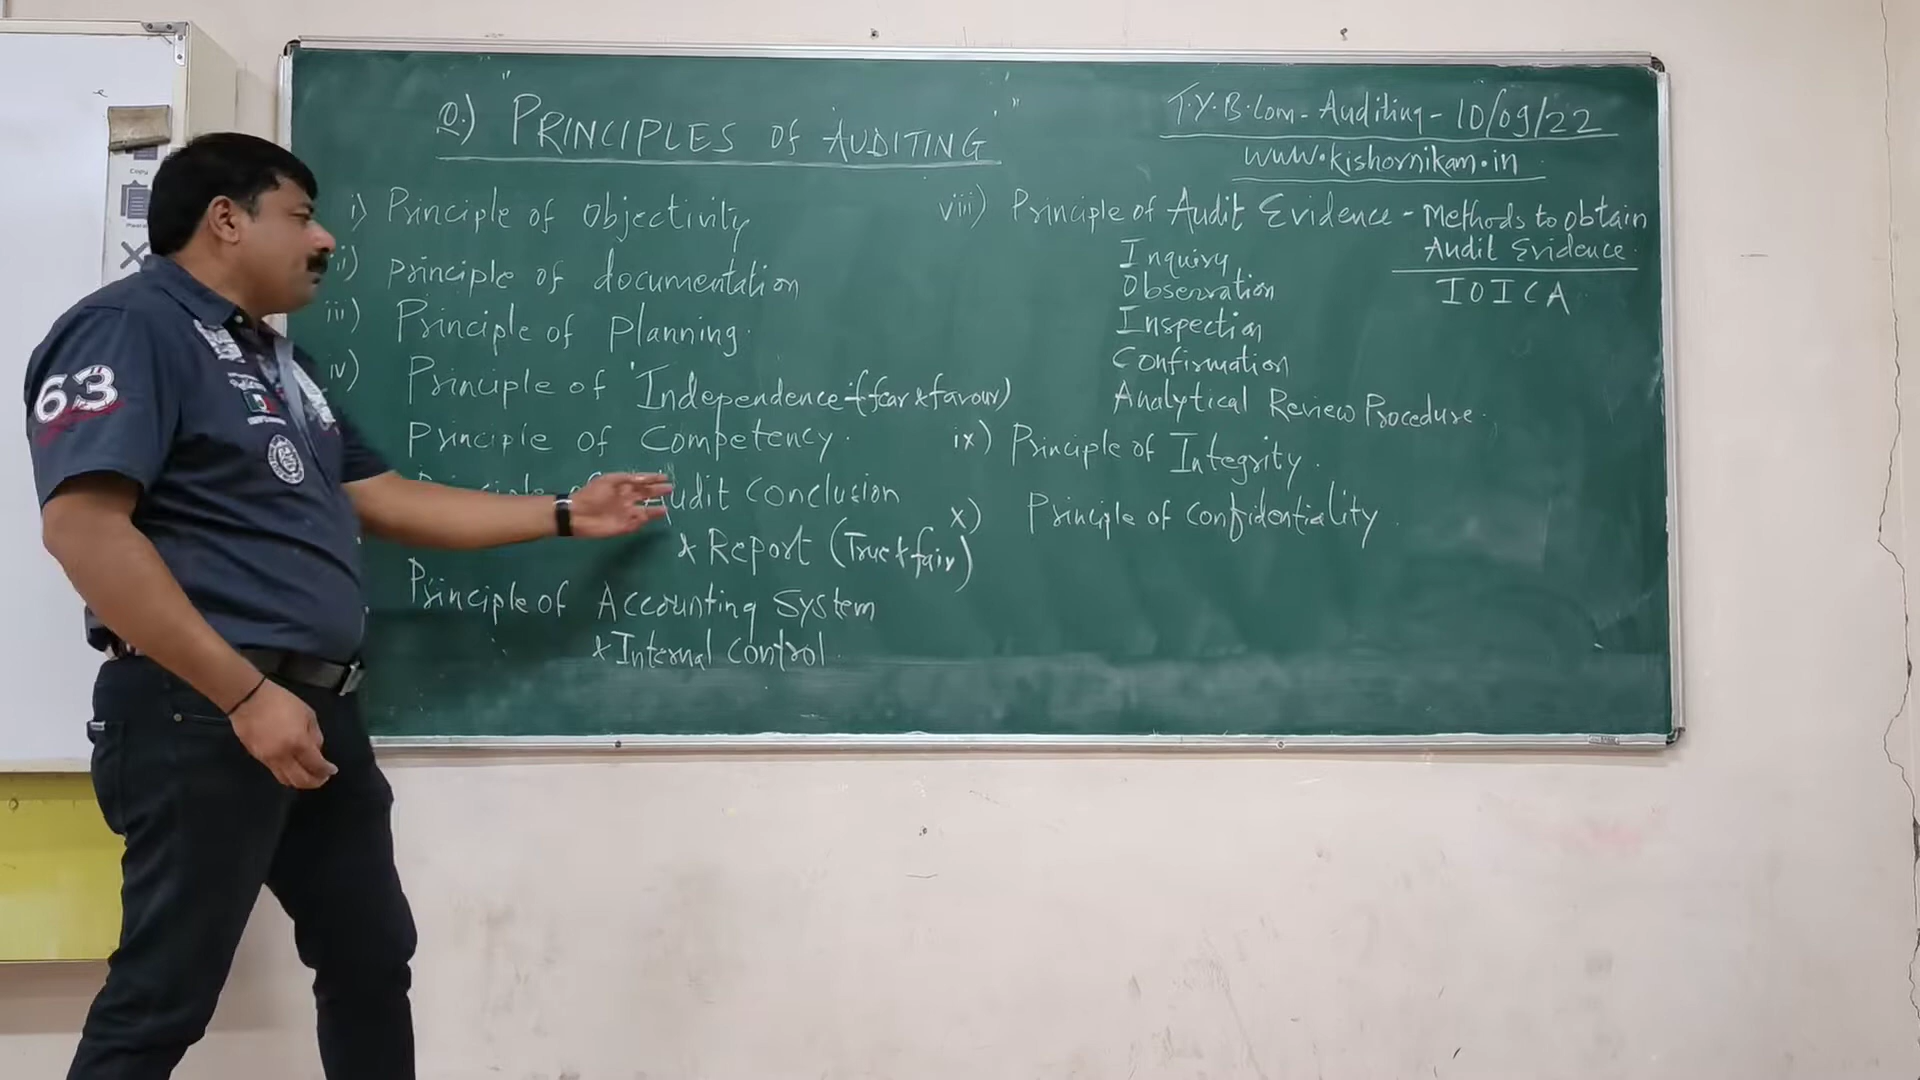 Q.) "PRINCIPLES of AUDITING"
T.Y.B.Com - Auditing - 10/09/22
www.kishornikam.in
i) Principle of Objectivity
ii) Principle of documentation
iii) Principle of Planning.
iv) Principle of Independence - (fear & favour)
Principle of Competency.
Principle of Audit Conclusion
& Report (True & fair)
Principle of Accounting System
& Internal Control.
viii) Principle of Audit Evidence - Methods to obtain
Audit Evidence.
IOICA
Inquiry
Observation
Inspection
Confirmation
Analytical Review Procedure.
ix) Principle of Integrity.
x) Principle of Confidentiality.
63
Copy